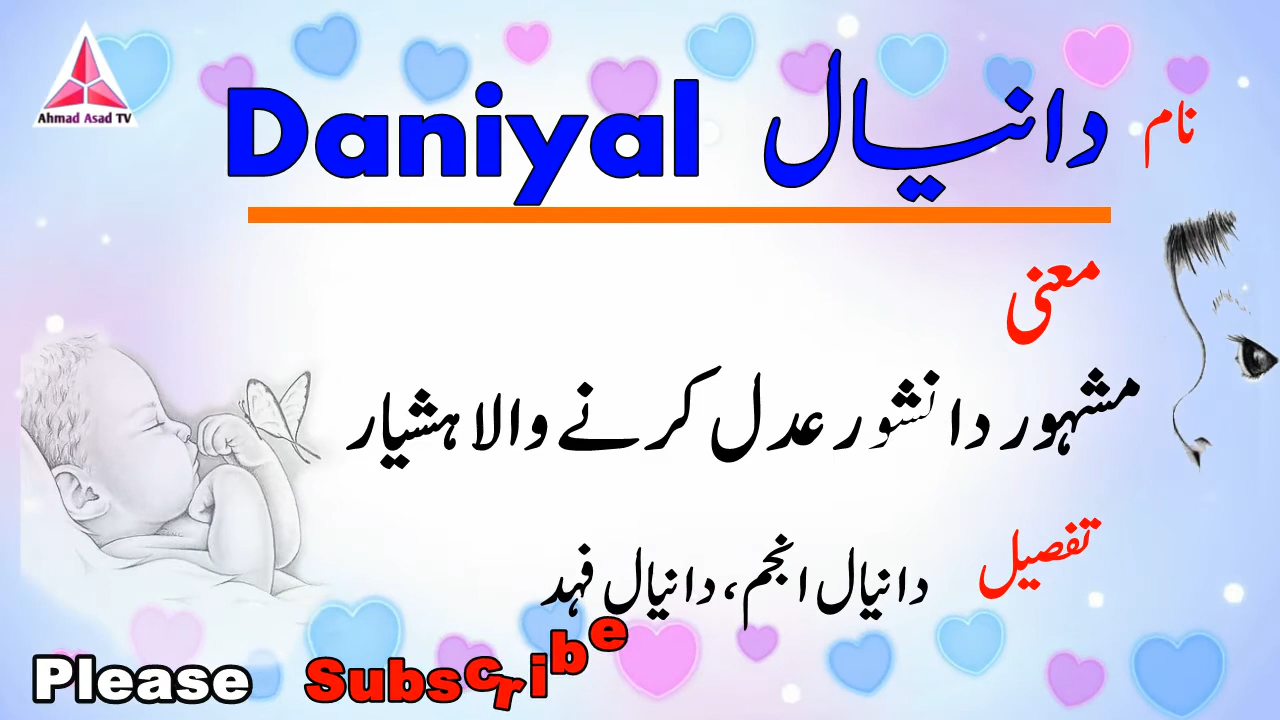 Ahmad Asad TV
نام دانیال Daniyal
معنی
مشہور دانشور عدل کرنے والا ہشیار
تفصیل دانیال انجم، دانیال فہد
Please Subscribe